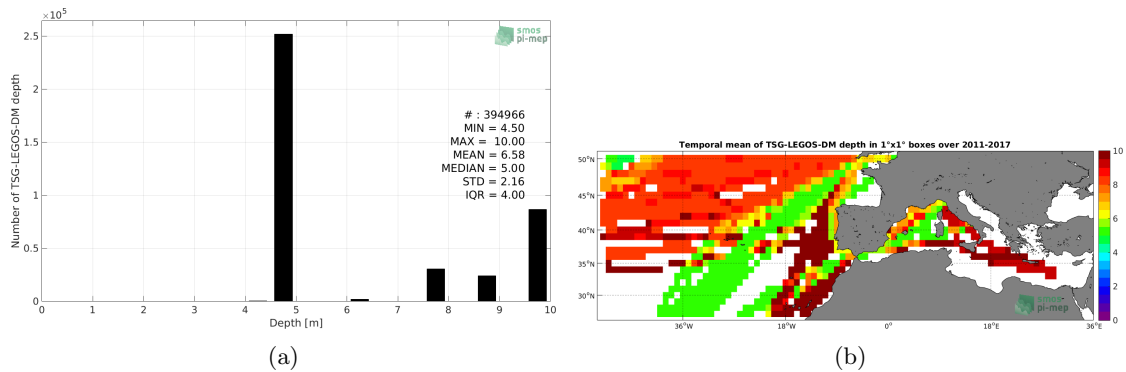 ×10⁵
2.5
2
1.5
1
0.5
0
Number of TSG-LEGOS-DM depth
smos
pi-mep
# : 394966
MIN = 4.50
MAX = 10.00
MEAN = 6.58
MEDIAN = 5.00
STD = 2.16
IQR = 4.00
0 1 2 3 4 5 6 7 8 9 10
Depth [m]
(a)
Temporal mean of TSG-LEGOS-DM depth in 1°x1° boxes over 2011-2017
50°N
45°N
40°N
35°N
30°N
36°W 18°W 0° 18°E 36°E
10
8
6
4
2
0
smos
pi-mep
(b)